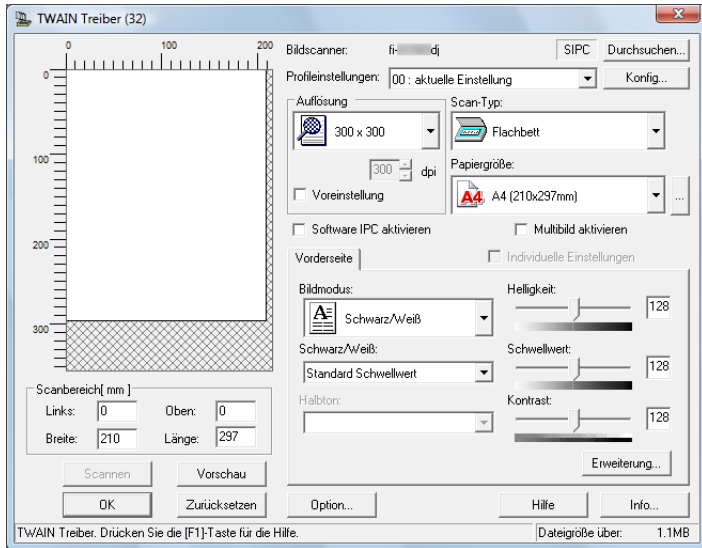 TWAIN Treiber (32)
0 100 200
0
100
200
300
Bildscanner: fi- dj SIPC Durchsuchen...
Profileinstellungen: 00 : aktuelle Einstellung Konfig...
Auflösung Scan-Typ:
300 x 300 Flachbett
300 dpi Papiergröße:
Voreinstellung A4 A4 (210x297mm) ...
Software IPC aktivieren Multibild aktivieren
Vorderseite Individuelle Einstellungen
Bildmodus: Helligkeit:
A Schwarz/Weiß 128
Schwarz/Weiß: Schwellwert:
Standard Schwellwert 128
Halbton: Kontrast:
128
Erweiterung...
Scanbereich[ mm ]
Links: 0 Oben: 0
Breite: 210 Länge: 297
Scannen Vorschau
OK Zurücksetzen Option... Hilfe Info...
TWAIN Treiber. Drücken Sie die [F1]-Taste für die Hilfe. Dateigröße über: 1.1MB